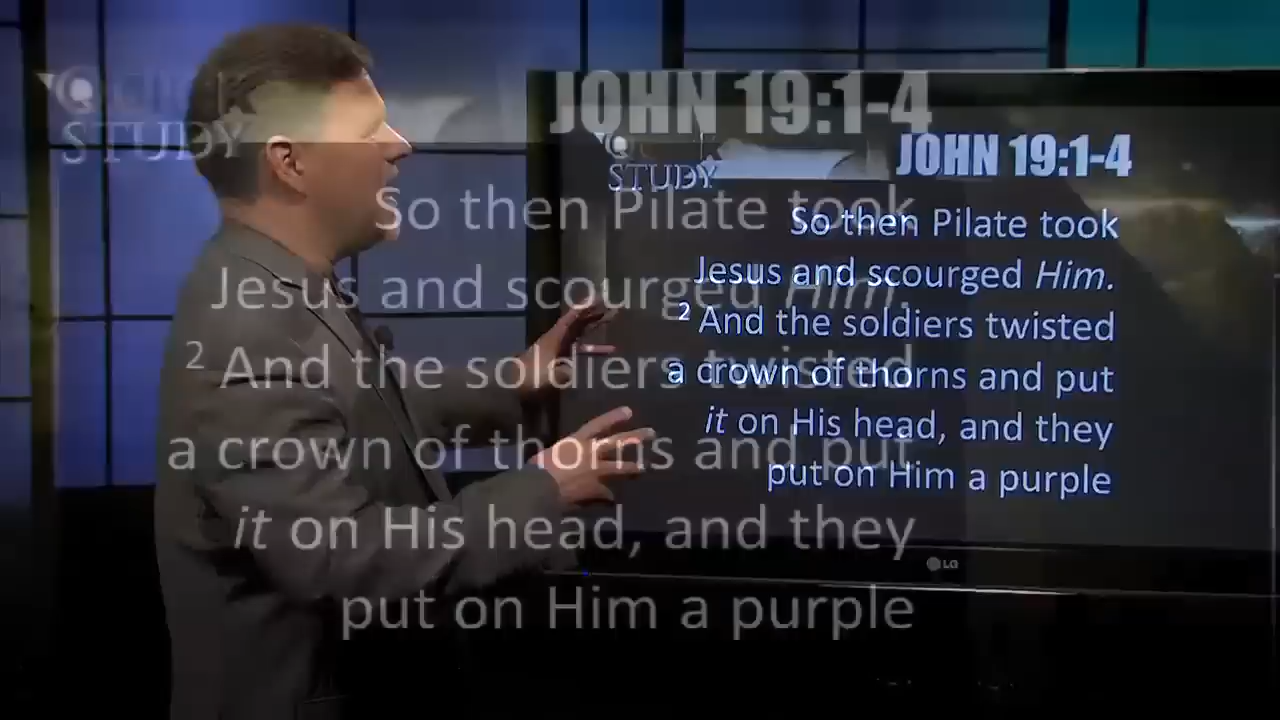 QUICK
STUDY
JOHN 19:1-4
So then Pilate took
Jesus and scourged Him.
² And the soldiers twisted
a crown of thorns and put
it on His head, and they
put on Him a purple
Q
STUDY
JOHN 19:1-4
So then Pilate took
Jesus and scourged Him.
² And the soldiers twisted
a crown of thorns and put
it on His head, and they
put on Him a purple
LG